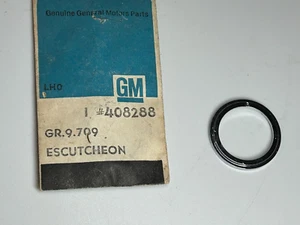 Genuine General Motors Parts
LHD
GM
1 #408288
GR.9.709
ESCUTCHEON